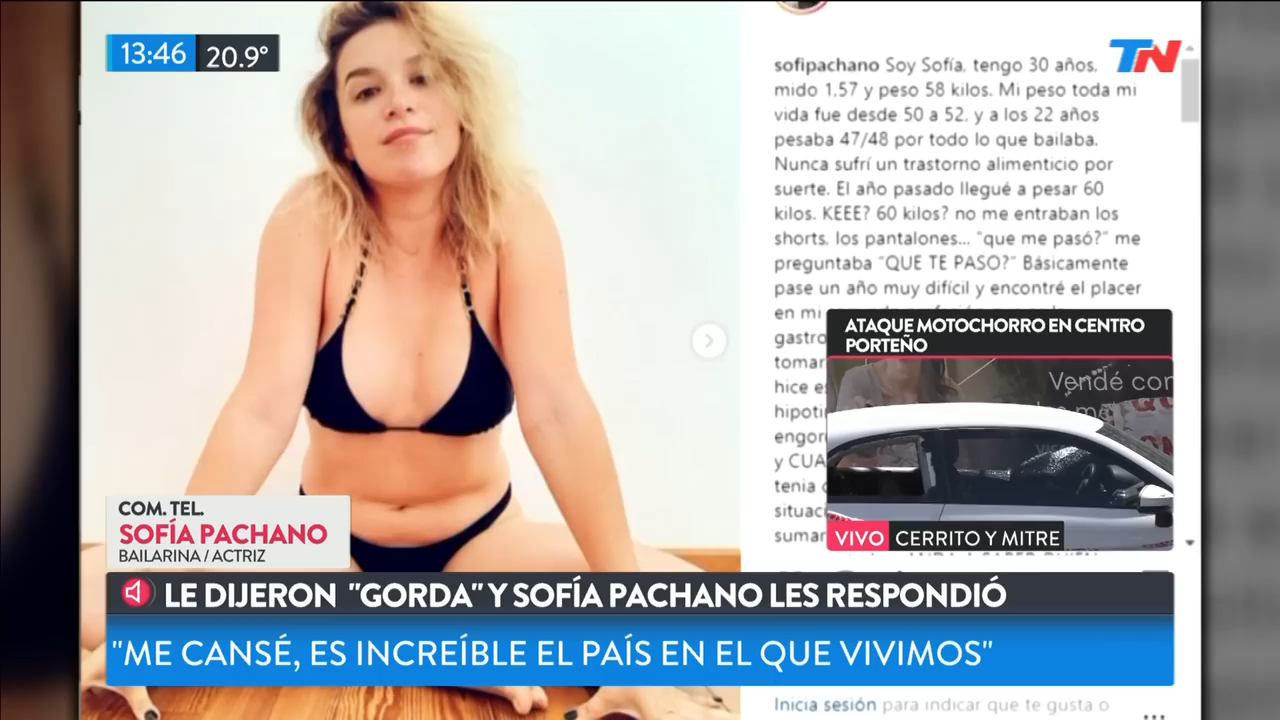 13:46 20.9°
TN
sofipachano Soy Sofía, tengo 30 años,
mido 1,57 y peso 58 kilos. Mi peso toda mi
vida fue desde 50 a 52, y a los 22 años
pesaba 47/48 por todo lo que bailaba.
Nunca sufrí un trastorno alimenticio por
suerte. El año pasado llegué a pesar 60
kilos. KEEE? 60 kilos? no me entraban los
shorts, los pantalones... "que me pasó?" me
preguntaba "QUE TE PASO?" Básicamente
pase un año muy difícil y encontré el placer
en mi
gastro
tomar
hice es
hipotir
engor
y CUA
tenia
situaci
sumar
ATAQUE MOTOCHORRO EN CENTRO
PORTEÑO
Vendé con
VIVO CERRITO Y MITRE
COM. TEL.
SOFÍA PACHANO
BAILARINA / ACTRIZ
LE DIJERON "GORDA" Y SOFÍA PACHANO LES RESPONDIÓ
"ME CANSÉ, ES INCREÍBLE EL PAÍS EN EL QUE VIVIMOS"
Inicia sesión para indicar que te gusta o